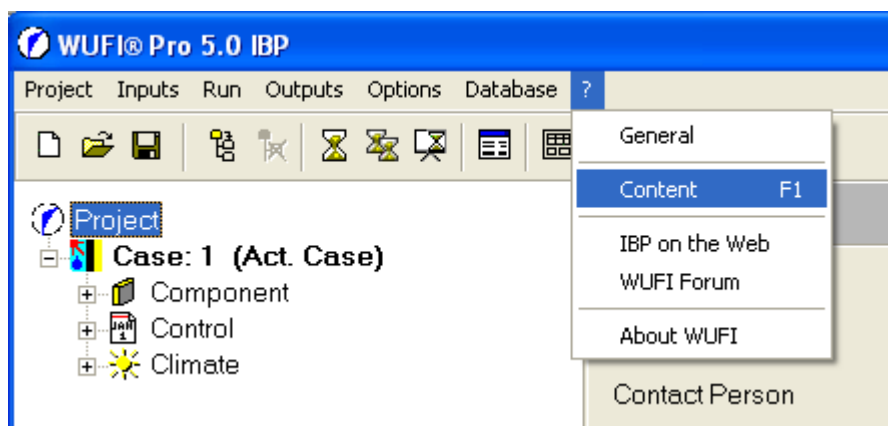 WUFI® Pro 5.0 IBP
Project Inputs Run Outputs Options Database ?
General
Content F1
IBP on the Web
WUFI Forum
About WUFI
Project
Case: 1 (Act. Case)
Component
Control
Climate
Contact Person